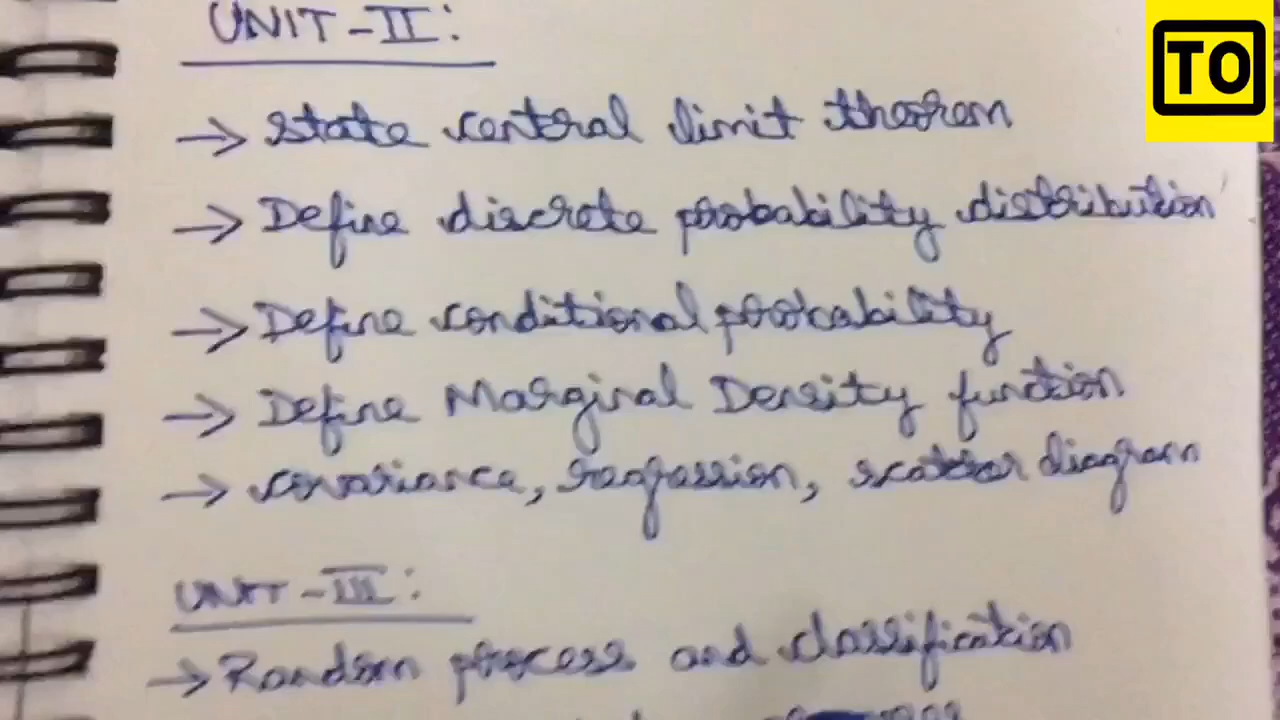 UNIT-II:
TO
→ state central limit theorem
→ Define discrete probability distribution
→ Define conditional probability
→ Define Marginal Density function
→ covariance, regression, scatter diagram
UNIT-III:
→ Random process and classification